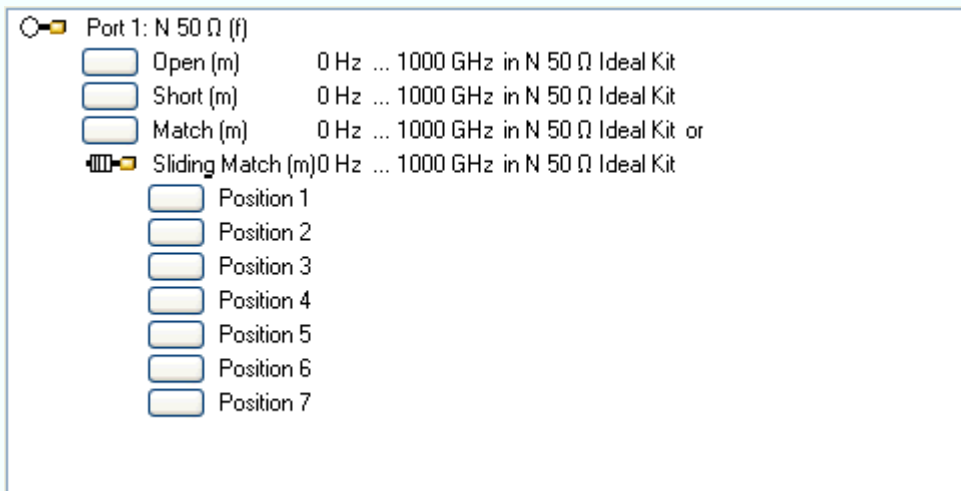 Port 1: N 50 Ω (f)
Open (m) 0 Hz ... 1000 GHz in N 50 Ω Ideal Kit
Short (m) 0 Hz ... 1000 GHz in N 50 Ω Ideal Kit
Match (m) 0 Hz ... 1000 GHz in N 50 Ω Ideal Kit or
Sliding Match (m)0 Hz ... 1000 GHz in N 50 Ω Ideal Kit
Position 1
Position 2
Position 3
Position 4
Position 5
Position 6
Position 7